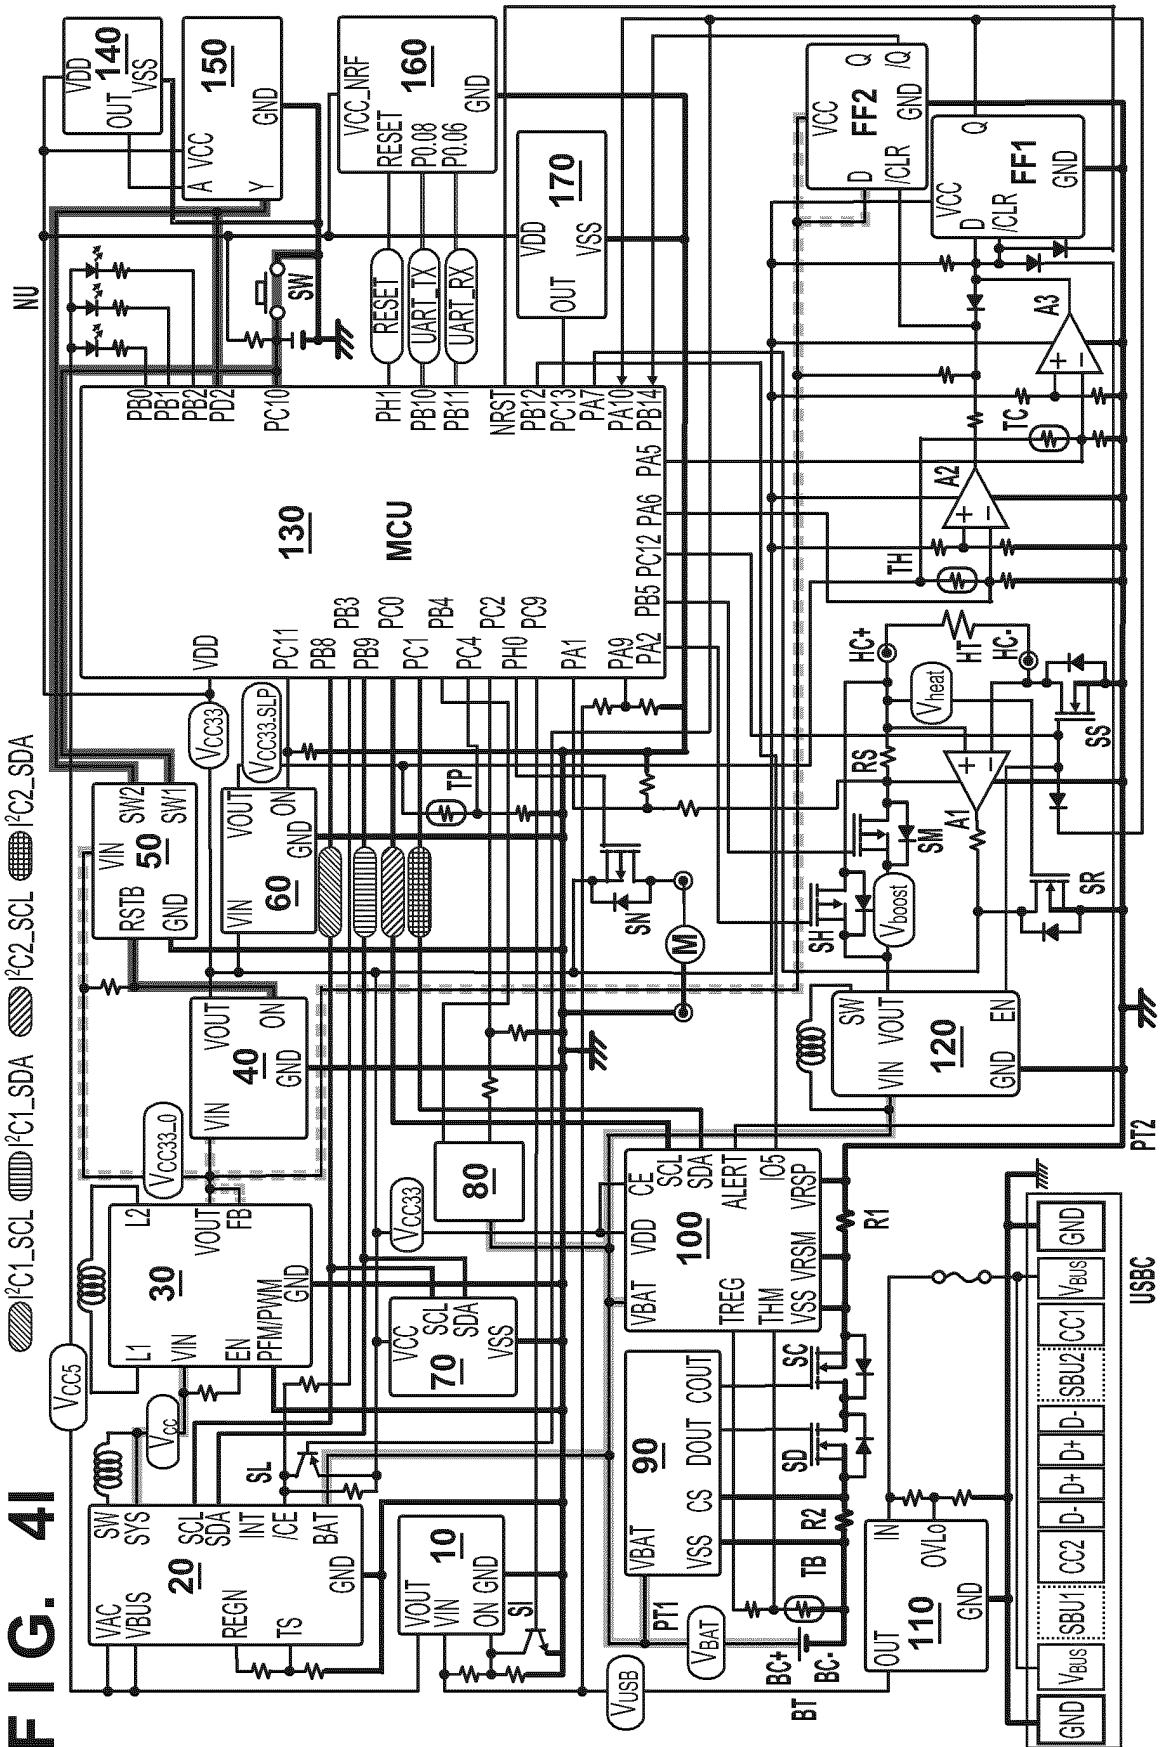 FIG. 4I
I²C1_SCL I²C1_SDA I²C2_SCL I²C2_SDA
NU
VCC5
SW
SYS
SCL
SDA
INT
/CE
BAT
GND
VAC
VBUS
REGN
TS
20
Vcc
L1
VIN
EN
PFM/PWM
GND
L2
VOUT
FB
30
VCC33_0
VIN
VOUT
ON
GND
40
RSTB
VIN
GND
SW2
SW1
50
VIN
VOUT
ON
GND
60
VCC33
VCC33_SLP
VDD
PC11
PB8
PB3
PB9
PC0
PC1
PB4
PC4
PC2
PH0
PC9
PA1
PA9
PA2
PB5
PC12
PA6
PA5
130
MCU
PB0
PB1
PB2
PD2
PC10
PH1
PB10
PB11
NRST
PB12
PC13
PA7
PA10
PB14
VDD
OUT
VSS
140
A
VCC
Y
GND
150
SW
RESET
UART_TX
UART_RX
VCC_NRF
RESET
P0.08
P0.06
GND
160
VDD
OUT
VSS
170
SL
VCC
SCL
SDA
VSS
70
VCC33
80
TP
SN
M
VOUT
VIN
ON
GND
10
SI
VUSB
VBAT
PT1
BC+
BC-
BT
TB
VBAT
VSS
CS
DOUT
COUT
90
R2
SD
SC
VBAT
VDD
CE
SCL
SDA
ALERT
IO5
TREG
THM
VSS
VRSM
VRSP
100
R1
PT2
SW
VIN
VOUT
GND
EN
120
SH
Vboost
SM
RS
A1
SR
Vheat
HC+
HT
HC-
SS
TH
A2
TC
A3
VCC
D
/CLR
Q
/Q
GND
FF2
VCC
D
/CLR
Q
GND
FF1
OUT
IN
OVLo
GND
110
GND
VBUS
SBU1
CC2
D-
D+
D+
D-
SBU2
CC1
VBUS
GND
USBC